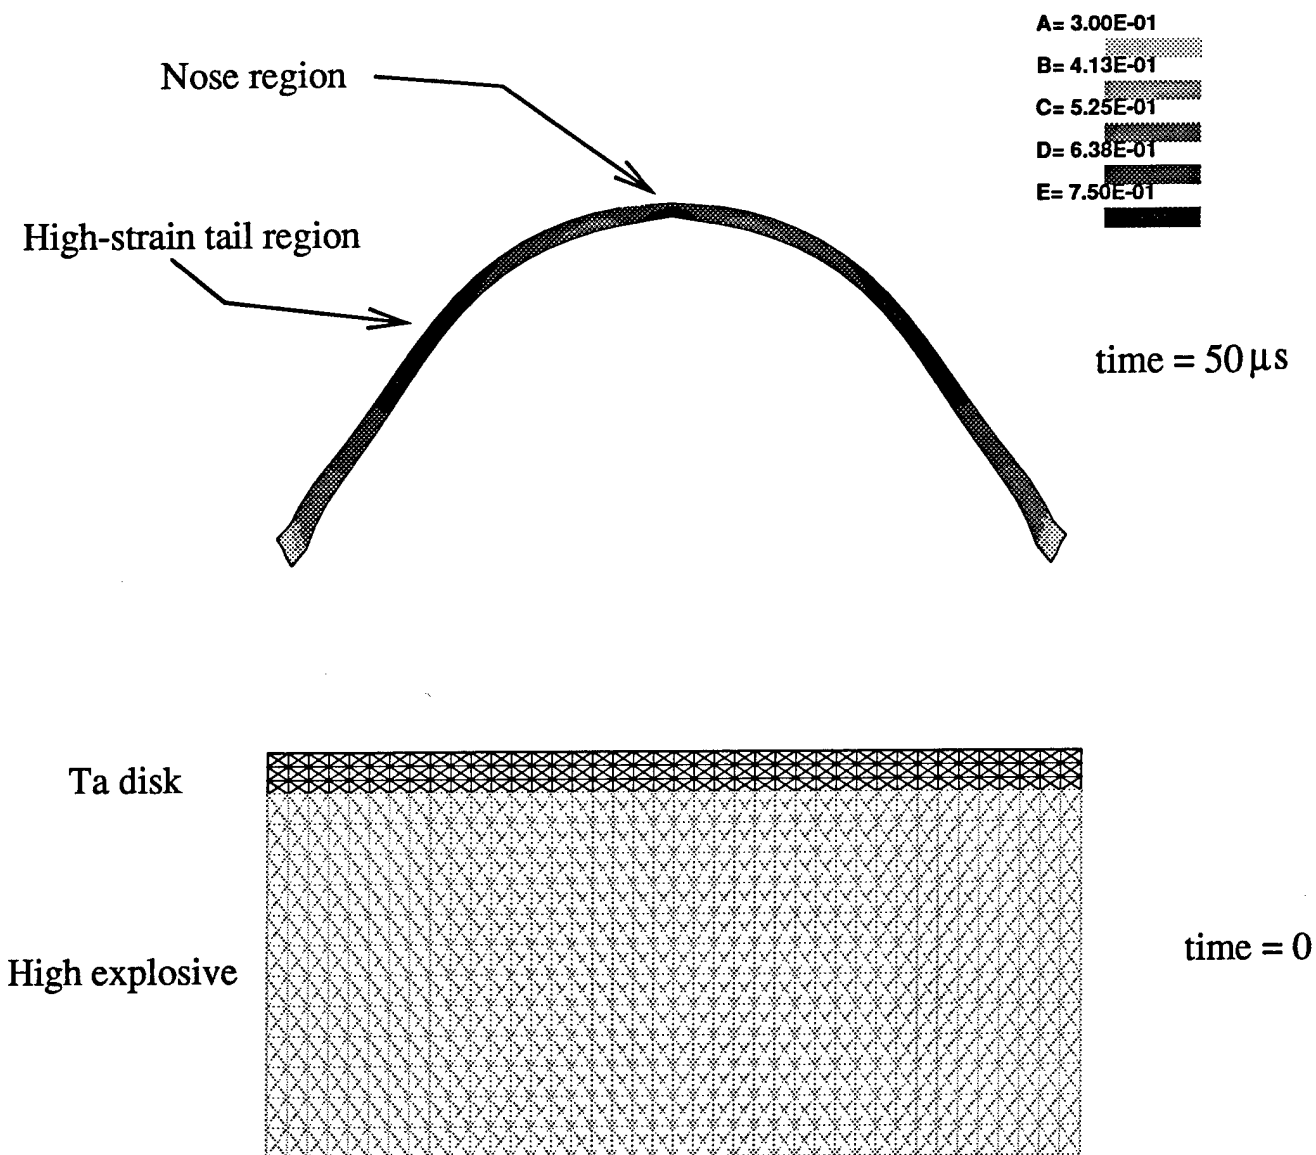 A= 3.00E-01
B= 4.13E-01
C= 5.25E-01
D= 6.38E-01
E= 7.50E-01
Nose region
High-strain tail region
time = 50 μs
Ta disk
High explosive
time = 0